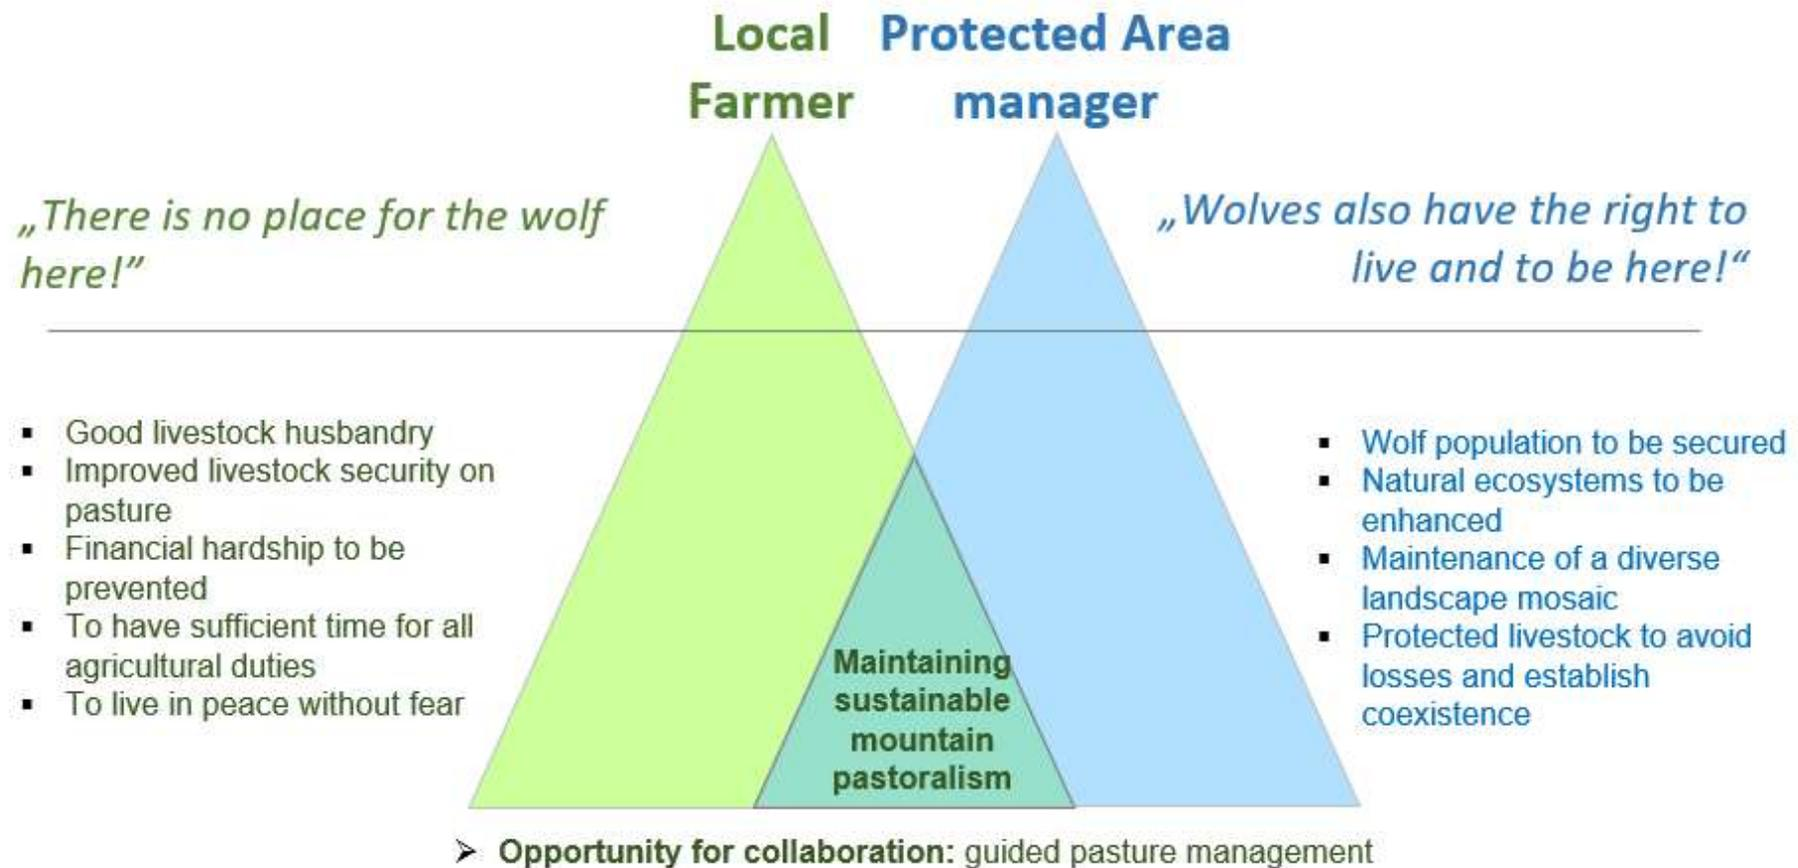 Local
Farmer
Protected Area
manager
„There is no place for the wolf
here!”
„Wolves also have the right to
live and to be here!“
▪ Good livestock husbandry
▪ Improved livestock security on
pasture
▪ Financial hardship to be
prevented
▪ To have sufficient time for all
agricultural duties
▪ To live in peace without fear
▪ Wolf population to be secured
▪ Natural ecosystems to be
enhanced
▪ Maintenance of a diverse
landscape mosaic
▪ Protected livestock to avoid
losses and establish
coexistence
Maintaining
sustainable
mountain
pastoralism
➢ Opportunity for collaboration: guided pasture management